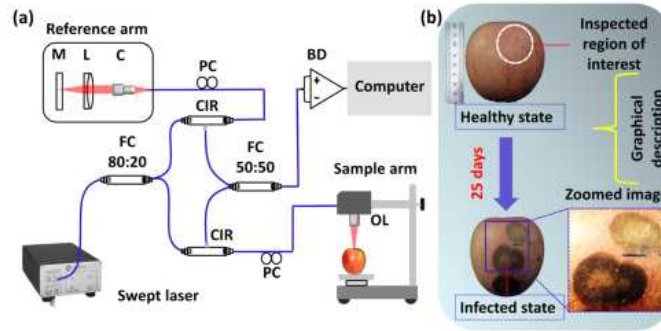 (a)
Reference arm
M L C
PC
CIR
BD
Computer
FC
80:20
FC
50:50
Sample arm
OL
CIR
PC
Swept laser
(b)
Inspected
region of
interest
Healthy state
Graphical
description
25 days
Zoomed image
Infected state